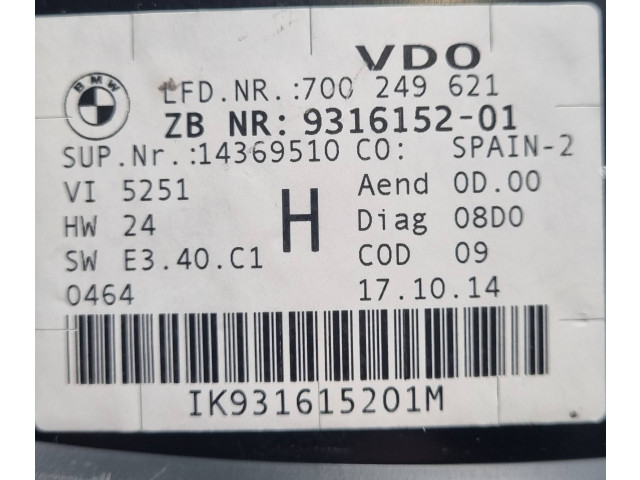 VDO
BMW
LFD.NR.:700 249 621
ZB NR: 9316152-01
SUP.Nr.:14369510 CO: SPAIN-2
VI 5251 Aend 0D.00
HW 24 H Diag 08D0
SW E3.40.C1 COD 09
0464 17.10.14
IK931615201M